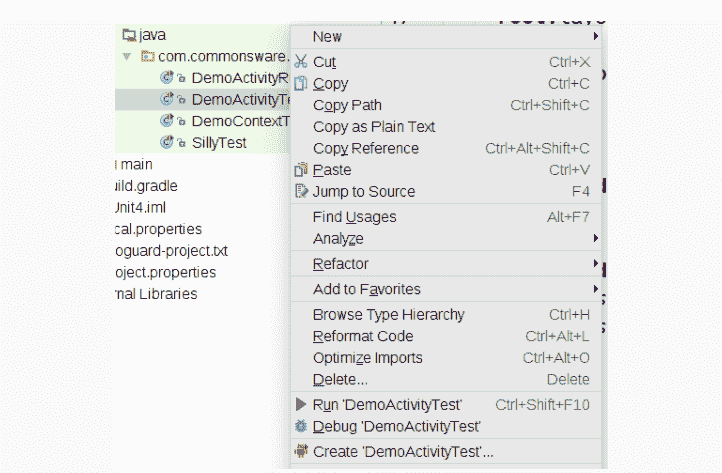 java
com.commonsware.
DemoActivityR
DemoActivityTe
DemoContextT
SillyTest
main
uild.gradle
Unit4.iml
cal.properties
oguard-project.txt
oject.properties
rnal Libraries
New
Cut Ctrl+X
Copy Ctrl+C
Copy Path Ctrl+Shift+C
Copy as Plain Text
Copy Reference Ctrl+Alt+Shift+C
Paste Ctrl+V
Jump to Source F4
Find Usages Alt+F7
Analyze
Refactor
Add to Favorites
Browse Type Hierarchy Ctrl+H
Reformat Code Ctrl+Alt+L
Optimize Imports Ctrl+Alt+O
Delete... Delete
Run 'DemoActivityTest' Ctrl+Shift+F10
Debug 'DemoActivityTest'
Create 'DemoActivityTest'...